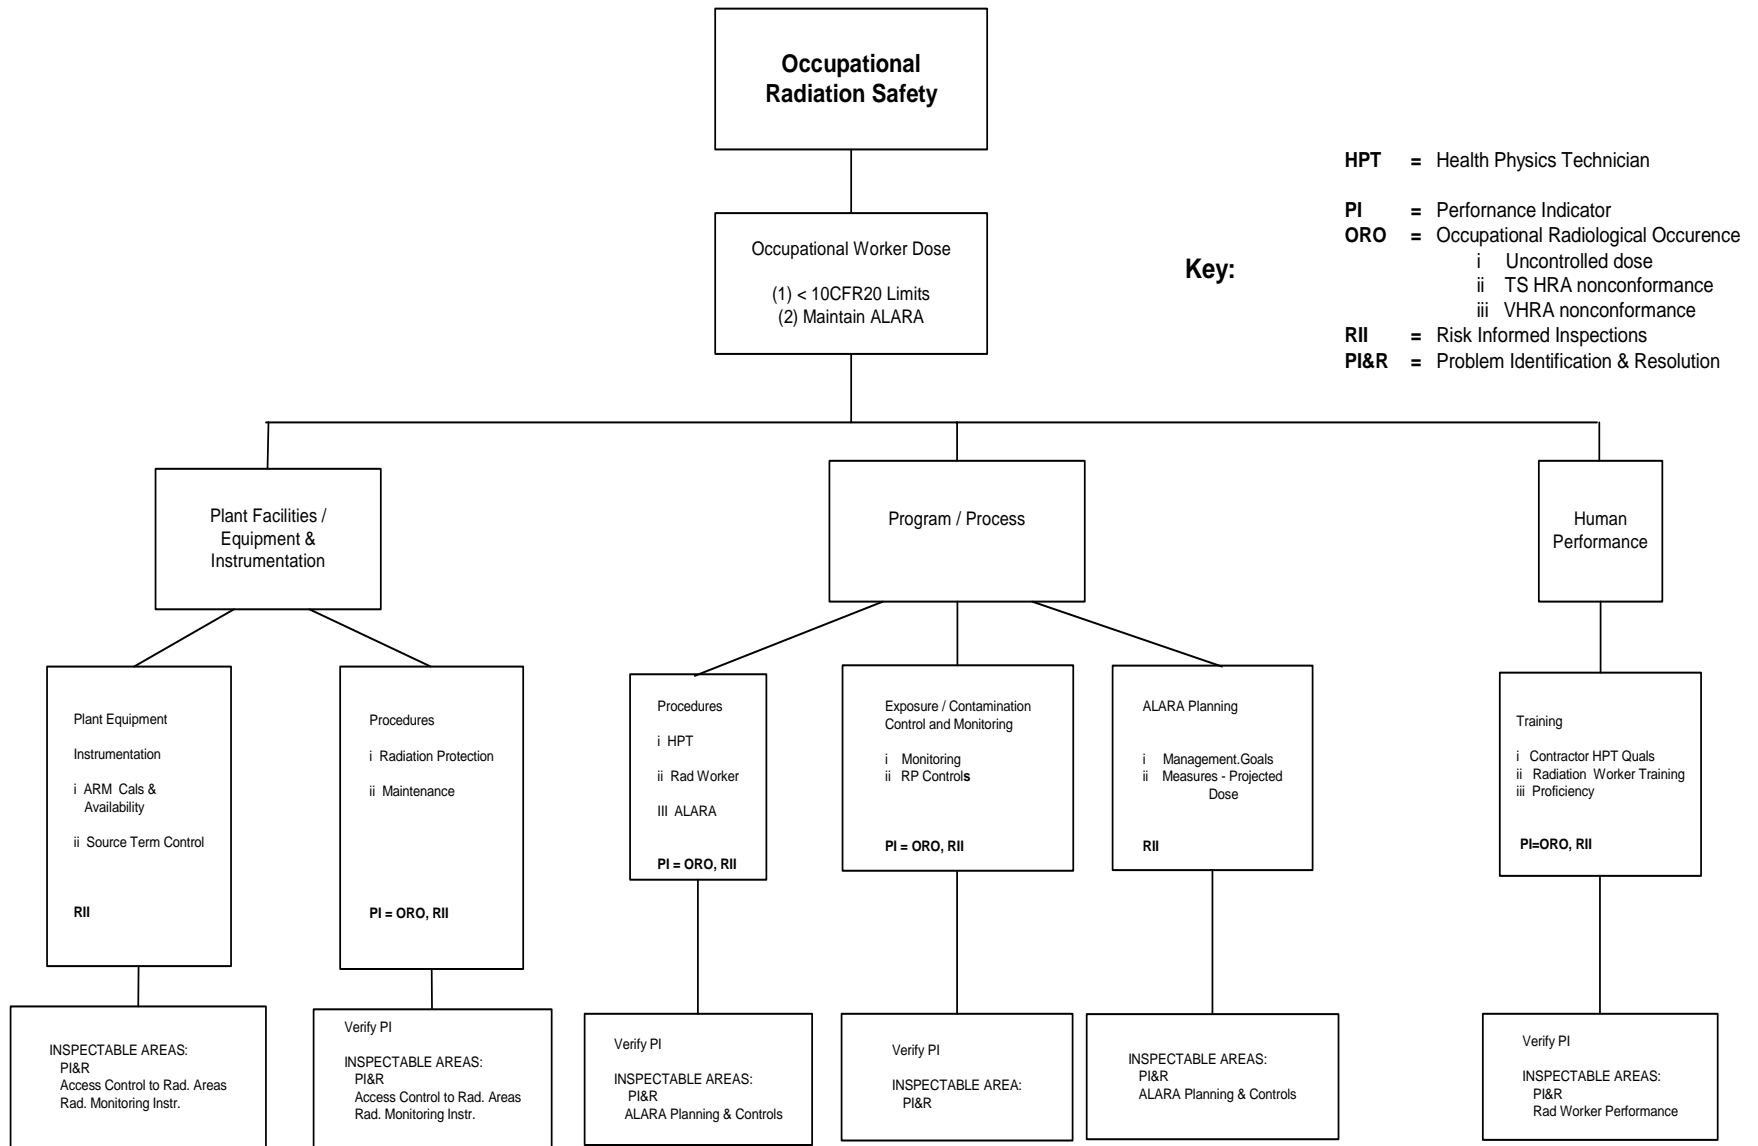 Occupational
Radiation Safety
HPT = Health Physics Technician
PI = Perfornance Indicator
ORO = Occupational Radiological Occurence
i Uncontrolled dose
ii TS HRA nonconformance
iii VHRA nonconformance
RII = Risk Informed Inspections
PI&R = Problem Identification & Resolution
Key:
Occupational Worker Dose
(1) < 10CFR20 Limits
(2) Maintain ALARA
Plant Facilities /
Equipment &
Instrumentation
Program / Process
Human
Performance
Plant Equipment
Instrumentation
i ARM Cals &
Availability
ii Source Term Control
RII
Procedures
i Radiation Protection
ii Maintenance
PI = ORO, RII
Procedures
i HPT
ii Rad Worker
III ALARA
PI = ORO, RII
Exposure / Contamination
Control and Monitoring
i Monitoring
ii RP Controls
PI = ORO, RII
ALARA Planning
i Management.Goals
ii Measures - Projected
Dose
RII
Training
i Contractor HPT Quals
ii Radiation Worker Training
iii Proficiency
PI=ORO, RII
INSPECTABLE AREAS:
PI&R
Access Control to Rad. Areas
Rad. Monitoring Instr.
Verify PI
INSPECTABLE AREAS:
PI&R
Access Control to Rad. Areas
Rad. Monitoring Instr.
Verify PI
INSPECTABLE AREAS:
PI&R
ALARA Planning & Controls
Verify PI
INSPECTABLE AREA:
PI&R
INSPECTABLE AREAS:
PI&R
ALARA Planning & Controls
Verify PI
INSPECTABLE AREAS:
PI&R
Rad Worker Performance